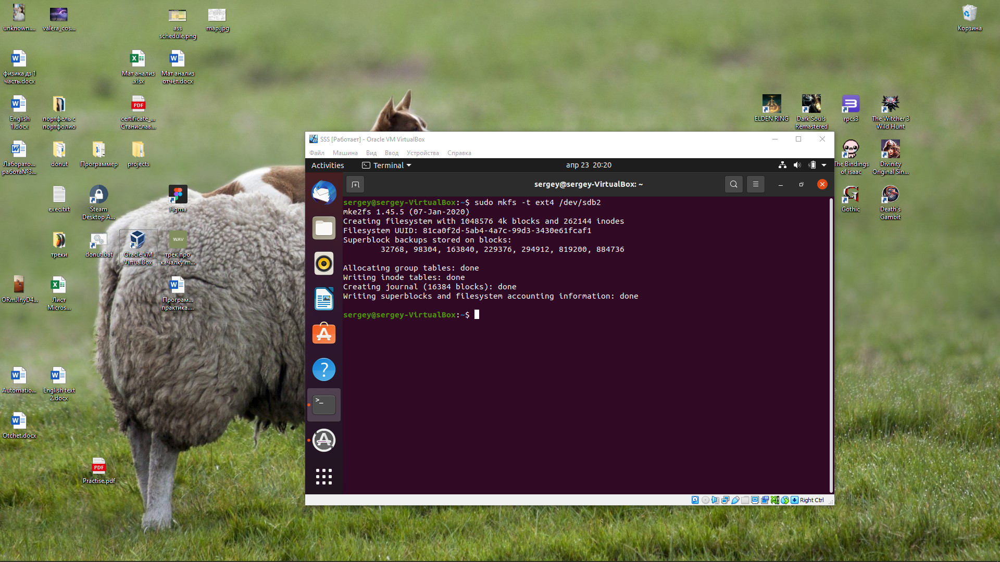 unknown....
valera_cos...
ass
schedule.png
map.jpg
Корзина
физика дз 1
часть.docx
Мат анализ
.xlsx
Мат анализ
отчёт.docx
English
1.docx
портфель с
портфолио
certificate_...
Станислав...
ELDEN RING
Dark Souls
Remastered
rpcs3
The Witcher 3
Wild Hunt
Лаборато...
работа№3...
donut
Программер
projects
The Bindings
of isaac
Divinity
Original Sin...
exec.txt
Steam
Desktop A...
Figma
Gothic
Death's
Gambit
треки
donut.bat
Oracle VM
VirtualBox
WAV
трек про
качалку.m...
ORmJlnyD4...
Лист
Micros...
Програм...
практика....
Automatio...
English text
2.docx
Otchet.docx
PDF
Practise.pdf
SSS [Работает] - Oracle VM VirtualBox
Файл Машина Вид Ввод Устройства Справка
Activities Terminal апр 23 20:20
sergey@sergey-VirtualBox: ~
sergey@sergey-VirtualBox:~$ sudo mkfs -t ext4 /dev/sdb2
mke2fs 1.45.5 (07-Jan-2020)
Creating filesystem with 1048576 4k blocks and 262144 inodes
Filesystem UUID: 81ca0f2d-5ab4-4a7c-99d3-3430e61fcaf1
Superblock backups stored on blocks:
32768, 98304, 163840, 229376, 294912, 819200, 884736
Allocating group tables: done
Writing inode tables: done
Creating journal (16384 blocks): done
Writing superblocks and filesystem accounting information: done
sergey@sergey-VirtualBox:~$
Right Ctrl